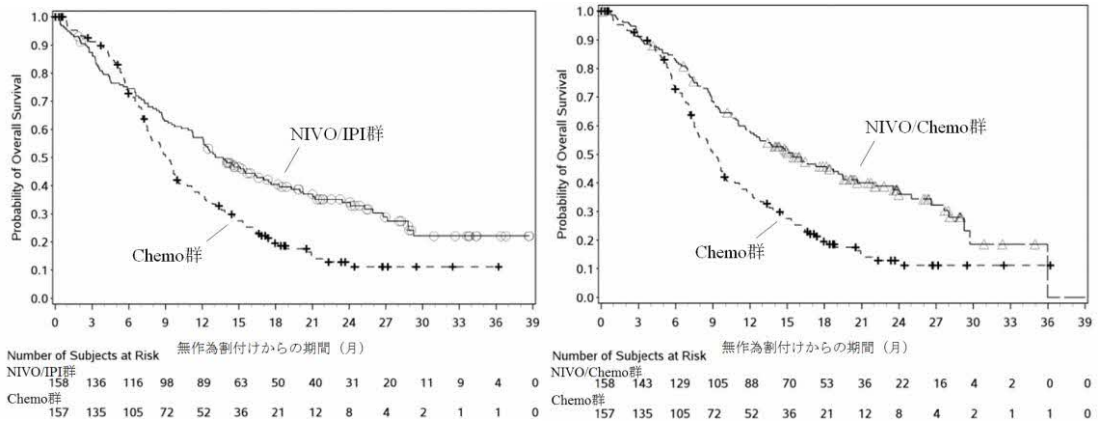 1.0
0.9
0.8
0.7
0.6
0.5
0.4
0.3
0.2
0.1
0.0
Probability of Overall Survival
NIVO/IPI群
Chemo群
0 3 6 9 12 15 18 21 24 27 30 33 36 39
無作為割付けからの期間（月）
Number of Subjects at Risk
NIVO/IPI群
158 136 116 98 89 63 50 40 31 20 11 9 4 0
Chemo群
157 135 105 72 52 36 21 12 8 4 2 1 1 0
1.0
0.9
0.8
0.7
0.6
0.5
0.4
0.3
0.2
0.1
0.0
Probability of Overall Survival
NIVO/Chemo群
Chemo群
0 3 6 9 12 15 18 21 24 27 30 33 36 39
無作為割付けからの期間（月）
Number of Subjects at Risk
NIVO/Chemo群
158 143 129 105 88 70 53 36 22 16 4 2 0 0
Chemo群
157 135 105 72 52 36 21 12 8 4 2 1 1 0